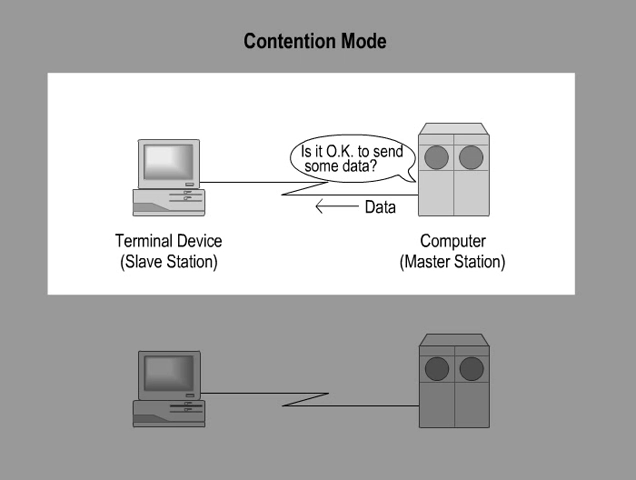 Contention Mode
Is it O.K. to send
some data?
Data
Terminal Device
(Slave Station)
Computer
(Master Station)